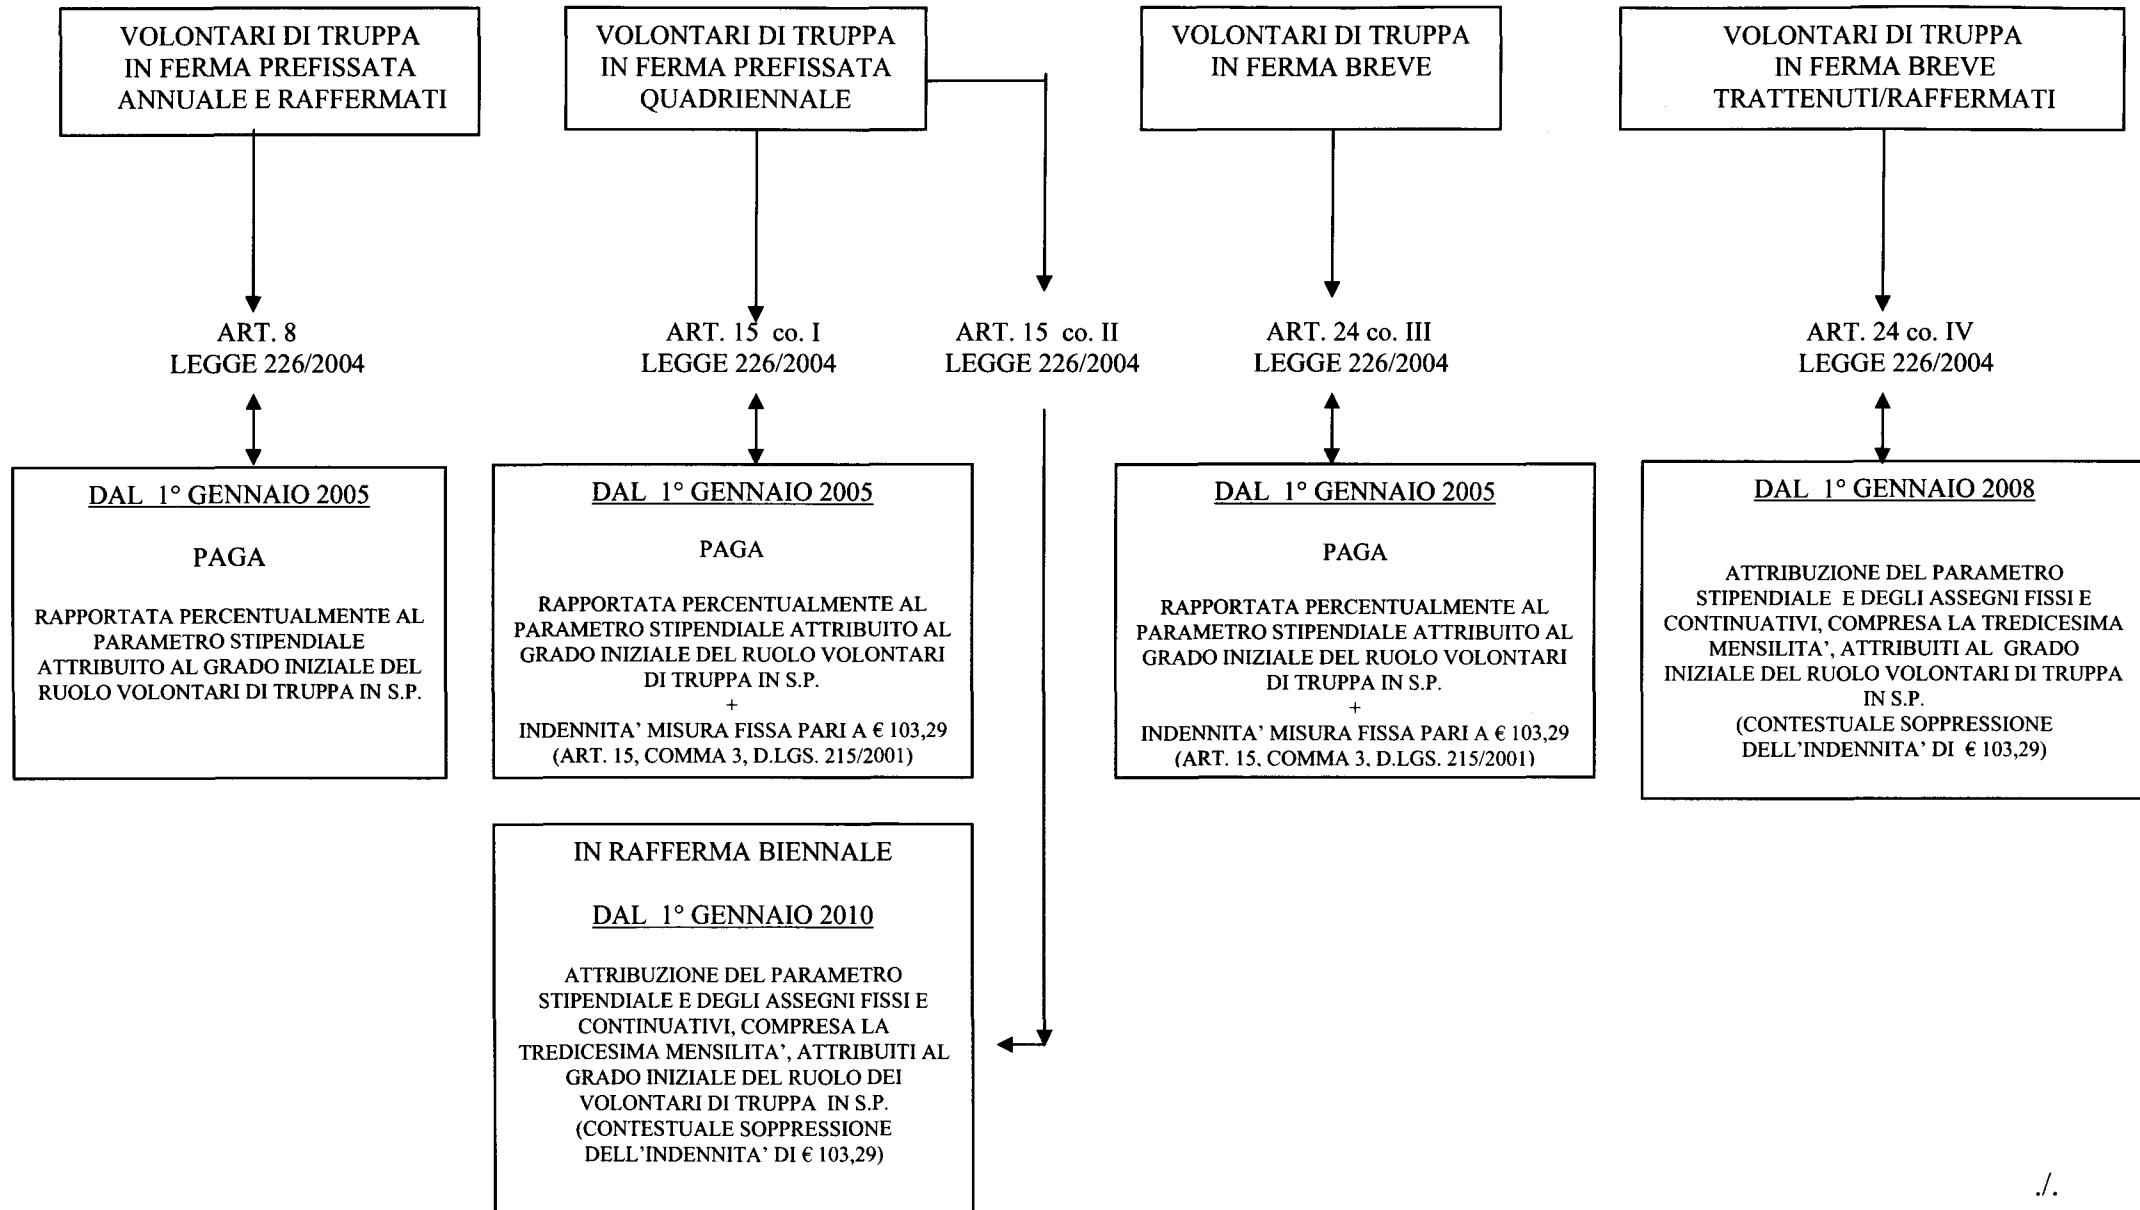 VOLONTARI DI TRUPPA
IN FERMA PREFISSATA
ANNUALE E RAFFERMATI
VOLONTARI DI TRUPPA
IN FERMA PREFISSATA
QUADRIENNALE
VOLONTARI DI TRUPPA
IN FERMA BREVE
VOLONTARI DI TRUPPA
IN FERMA BREVE
TRATTENUTI/RAFFERMATI
ART. 8
LEGGE 226/2004
ART. 15 co. I
LEGGE 226/2004
ART. 15 co. II
LEGGE 226/2004
ART. 24 co. III
LEGGE 226/2004
ART. 24 co. IV
LEGGE 226/2004
DAL 1° GENNAIO 2005
PAGA
RAPPORTATA PERCENTUALMENTE AL
PARAMETRO STIPENDIALE
ATTRIBUITO AL GRADO INIZIALE DEL
RUOLO VOLONTARI DI TRUPPA IN S.P.
DAL 1° GENNAIO 2005
PAGA
RAPPORTATA PERCENTUALMENTE AL
PARAMETRO STIPENDIALE ATTRIBUITO AL
GRADO INIZIALE DEL RUOLO VOLONTARI
DI TRUPPA IN S.P.
+
INDENNITA' MISURA FISSA PARI A € 103,29
(ART. 15, COMMA 3, D.LGS. 215/2001)
DAL 1° GENNAIO 2005
PAGA
RAPPORTATA PERCENTUALMENTE AL
PARAMETRO STIPENDIALE ATTRIBUITO AL
GRADO INIZIALE DEL RUOLO VOLONTARI
DI TRUPPA IN S.P.
+
INDENNITA' MISURA FISSA PARI A € 103,29
(ART. 15, COMMA 3, D.LGS. 215/2001)
DAL 1° GENNAIO 2008
ATTRIBUZIONE DEL PARAMETRO
STIPENDIALE E DEGLI ASSEGNI FISSI E
CONTINUATIVI, COMPRESA LA TREDICESIMA
MENSILITA', ATTRIBUITI AL GRADO
INIZIALE DEL RUOLO VOLONTARI DI TRUPPA
IN S.P.
(CONTESTUALE SOPPRESSIONE
DELL'INDENNITA' DI € 103,29)
IN RAFFERMA BIENNALE
DAL 1° GENNAIO 2010
ATTRIBUZIONE DEL PARAMETRO
STIPENDIALE E DEGLI ASSEGNI FISSI E
CONTINUATIVI, COMPRESA LA
TREDICESIMA MENSILITA', ATTRIBUITI AL
GRADO INIZIALE DEL RUOLO DEI
VOLONTARI DI TRUPPA IN S.P.
(CONTESTUALE SOPPRESSIONE
DELL'INDENNITA' DI € 103,29)
./.